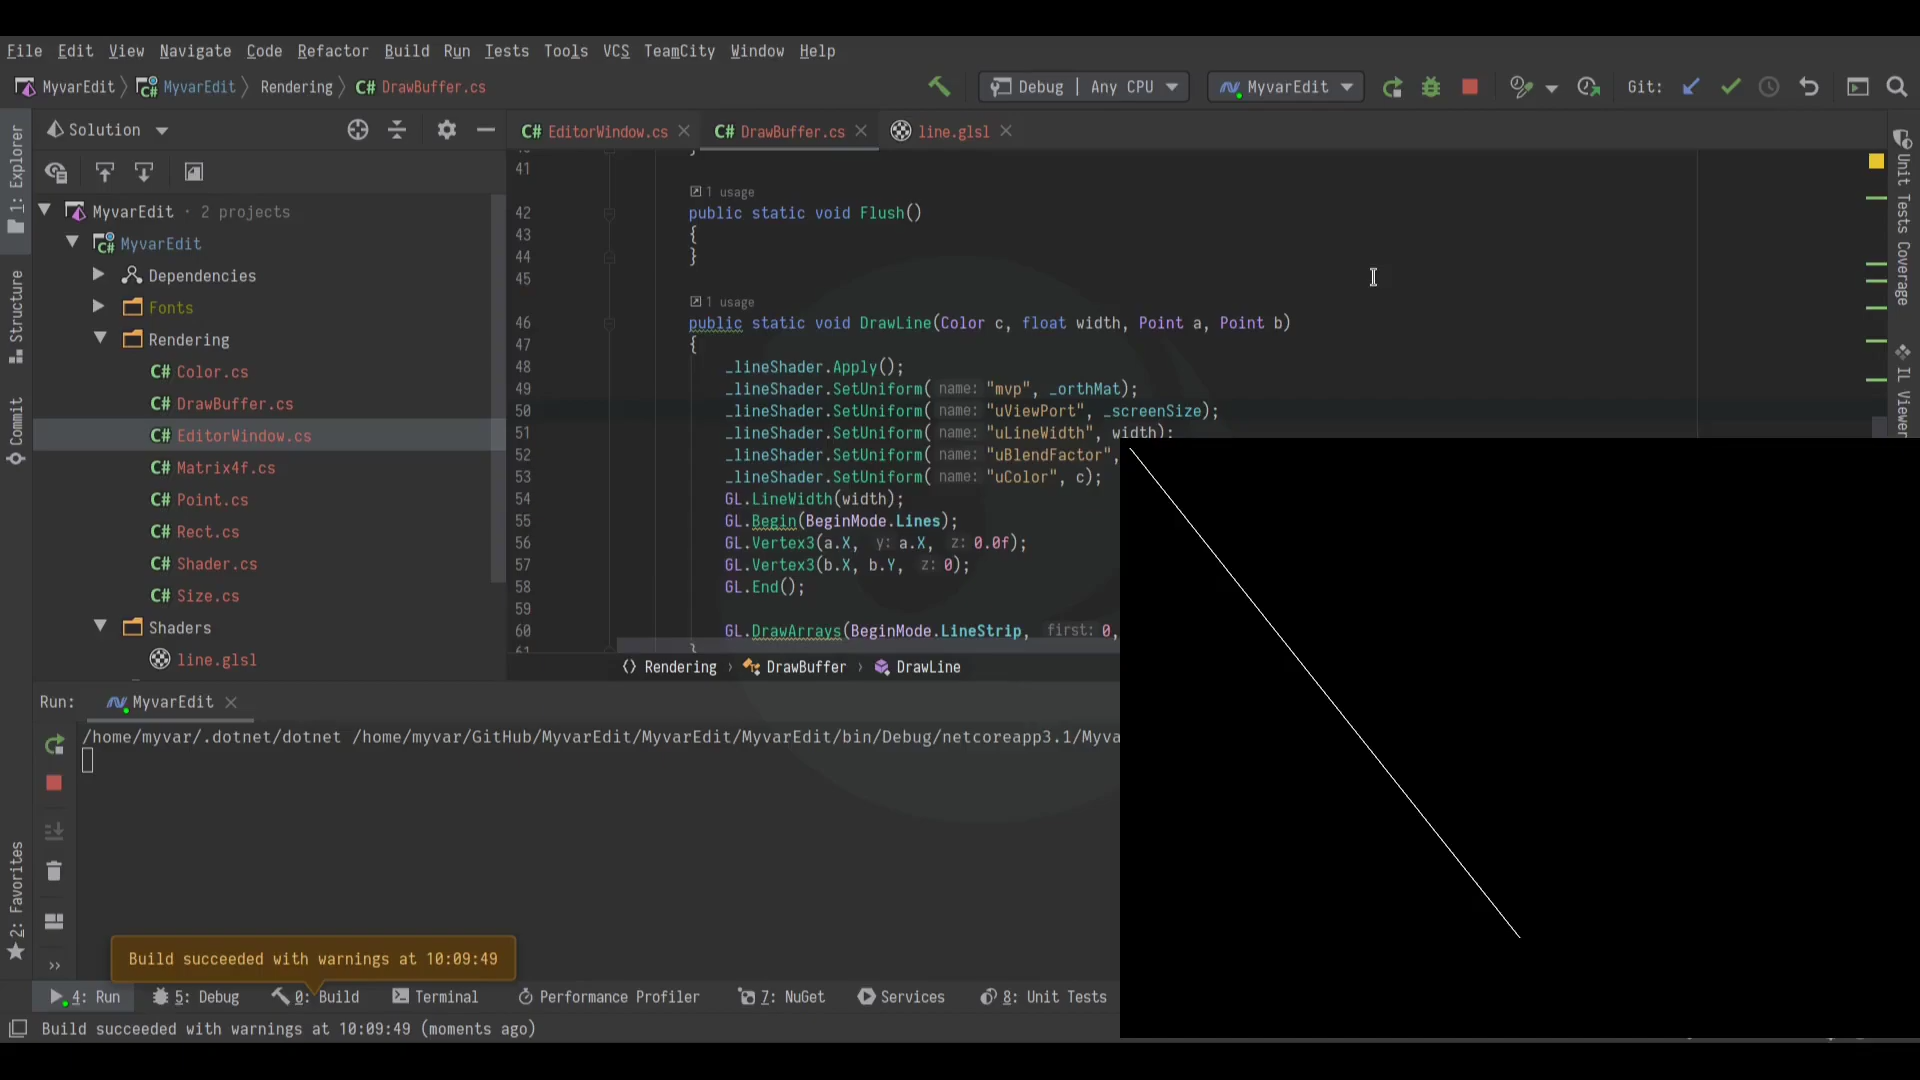 File Edit View Navigate Code Refactor Build Run Tests Tools VCS TeamCity Window Help
MyvarEdit MyvarEdit Rendering C# DrawBuffer.cs
Debug | Any CPU MyvarEdit Git:
1: Explorer
Structure
Commit
2: Favorites
Solution
MyvarEdit · 2 projects
MyvarEdit
Dependencies
Fonts
Rendering
C# Color.cs
C# DrawBuffer.cs
C# EditorWindow.cs
C# Matrix4f.cs
C# Point.cs
C# Rect.cs
C# Shader.cs
C# Size.cs
Shaders
line.glsl
C# EditorWindow.cs C# DrawBuffer.cs line.glsl
41
1 usage
42 public static void Flush()
43 {
44 }
45
1 usage
46 public static void DrawLine(Color c, float width, Point a, Point b)
47 {
48 _lineShader.Apply();
49 _lineShader.SetUniform( name: "mvp", _orthMat);
50 _lineShader.SetUniform( name: "uViewPort", _screenSize);
51 _lineShader.SetUniform( name: "uLineWidth", width);
52 _lineShader.SetUniform( name: "uBlendFactor",
53 _lineShader.SetUniform( name: "uColor", c);
54 GL.LineWidth(width);
55 GL.Begin(BeginMode.Lines);
56 GL.Vertex3(a.X, y: a.X, z: 0.0f);
57 GL.Vertex3(b.X, b.Y, z: 0);
58 GL.End();
59
60 GL.DrawArrays(BeginMode.LineStrip, first: 0,
61 }
Rendering › DrawBuffer › DrawLine
Unit Tests Coverage
IL Viewer
Run: MyvarEdit
/home/myvar/.dotnet/dotnet /home/myvar/GitHub/MyvarEdit/MyvarEdit/MyvarEdit/bin/Debug/netcoreapp3.1/Myva
Build succeeded with warnings at 10:09:49
4: Run 5: Debug 0: Build Terminal Performance Profiler 7: NuGet Services 8: Unit Tests
Build succeeded with warnings at 10:09:49 (moments ago)